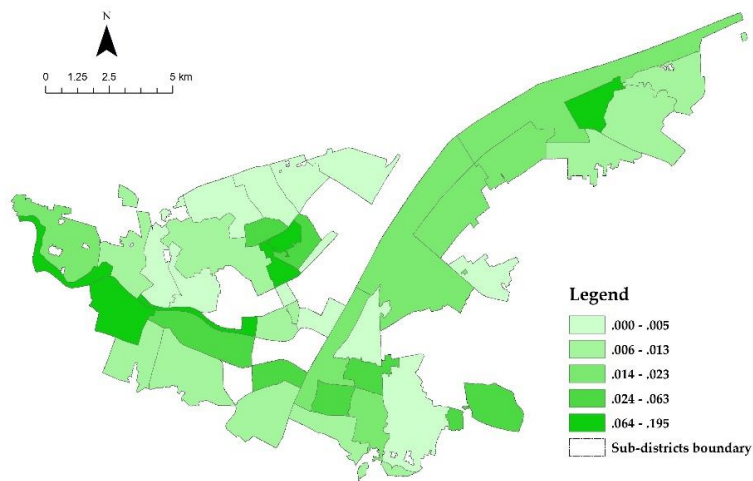 N
0 1.25 2.5 5 km
Legend
.000 - .005
.006 - .013
.014 - .023
.024 - .063
.064 - .195
Sub-districts boundary